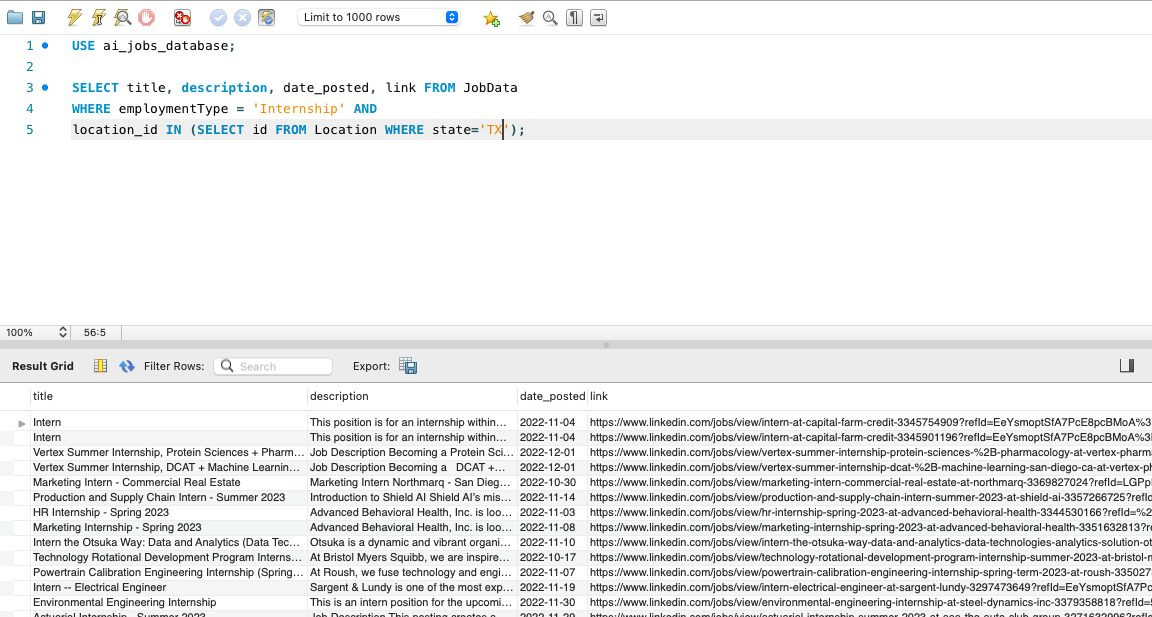 Limit to 1000 rows
1 USE ai_jobs_database;
2
3 SELECT title, description, date_posted, link FROM JobData
4 WHERE employmentType = 'Internship' AND
5 location_id IN (SELECT id FROM Location WHERE state='TX');
100% 56:5
Result Grid Filter Rows: Search Export:
title description date_posted link
Intern This position is for an internship within... 2022-11-04 https://www.linkedin.com/jobs/view/intern-at-capital-farm-credit-3345754909?refId=EeYsmoptSfA7PcE8pcBMoA%3
Intern This position is for an internship within... 2022-11-04 https://www.linkedin.com/jobs/view/intern-at-capital-farm-credit-3345901196?refId=EeYsmoptSfA7PcE8pcBMoA%3
Vertex Summer Internship, Protein Sciences + Pharm... Job Description Becoming a Protein Sci... 2022-12-01 https://www.linkedin.com/jobs/view/vertex-summer-internship-protein-sciences-%2B-pharmacology-at-vertex-pharma
Vertex Summer Internship, DCAT + Machine Learnin... Job Description Becoming a DCAT +... 2022-12-01 https://www.linkedin.com/jobs/view/vertex-summer-internship-dcat-%2B-machine-learning-san-diego-ca-at-vertex-ph
Marketing Intern - Commercial Real Estate Marketing Intern Northmarq - San Dieg... 2022-10-30 https://www.linkedin.com/jobs/view/marketing-intern-commercial-real-estate-at-northmarq-3369827024?refId=LGPp
Production and Supply Chain Intern - Summer 2023 Introduction to Shield AI Shield AI's mis... 2022-11-14 https://www.linkedin.com/jobs/view/production-and-supply-chain-intern-summer-2023-at-shield-ai-3357266725?refId
HR Internship - Spring 2023 Advanced Behavioral Health, Inc. is loo... 2022-11-03 https://www.linkedin.com/jobs/view/hr-internship-spring-2023-at-advanced-behavioral-health-3344530166?refId=%2
Marketing Internship - Spring 2023 Advanced Behavioral Health, Inc. is loo... 2022-11-08 https://www.linkedin.com/jobs/view/marketing-internship-spring-2023-at-advanced-behavioral-health-3351632813?re
Intern the Otsuka Way: Data and Analytics (Data Tec... Otsuka is a dynamic and vibrant organi... 2022-11-10 https://www.linkedin.com/jobs/view/intern-the-otsuka-way-data-and-analytics-data-technologies-analytics-solution-ot
Technology Rotational Development Program Interns... At Bristol Myers Squibb, we are inspire... 2022-10-17 https://www.linkedin.com/jobs/view/technology-rotational-development-program-internship-summer-2023-at-bristol-m
Powertrain Calibration Engineering Internship (Spring... At Roush, we fuse technology and engi... 2022-11-07 https://www.linkedin.com/jobs/view/powertrain-calibration-engineering-internship-spring-term-2023-at-roush-335027
Intern -- Electrical Engineer Sargent & Lundy is one of the most exp... 2022-11-19 https://www.linkedin.com/jobs/view/intern-electrical-engineer-at-sargent-lundy-3297473649?refId=EeYsmoptSfA7Pc
Environmental Engineering Internship This is an intern position for the upcomi... 2022-11-30 https://www.linkedin.com/jobs/view/environmental-engineering-internship-at-steel-dynamics-inc-3379358818?refId=